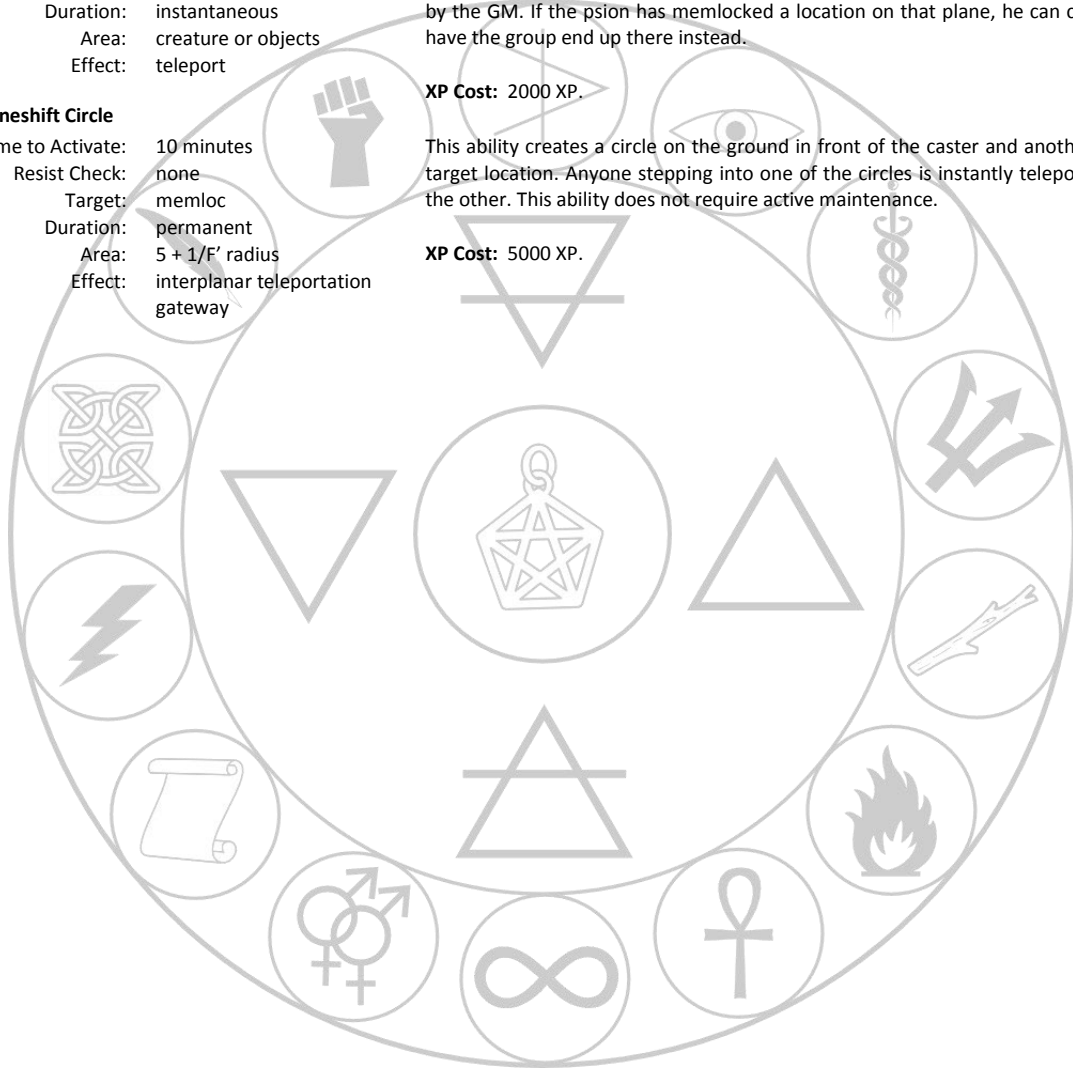 Duration: instantaneous
Area: creature or objects
Effect: teleport
by the GM. If the psion has memlocked a location on that plane, he can o
have the group end up there instead.
XP Cost: 2000 XP.
neshift Circle
me to Activate: 10 minutes
Resist Check: none
Target: memloc
Duration: permanent
Area: 5 + 1/F’ radius
Effect: interplanar teleportation
gateway
This ability creates a circle on the ground in front of the caster and anoth
target location. Anyone stepping into one of the circles is instantly telepo
the other. This ability does not require active maintenance.
XP Cost: 5000 XP.